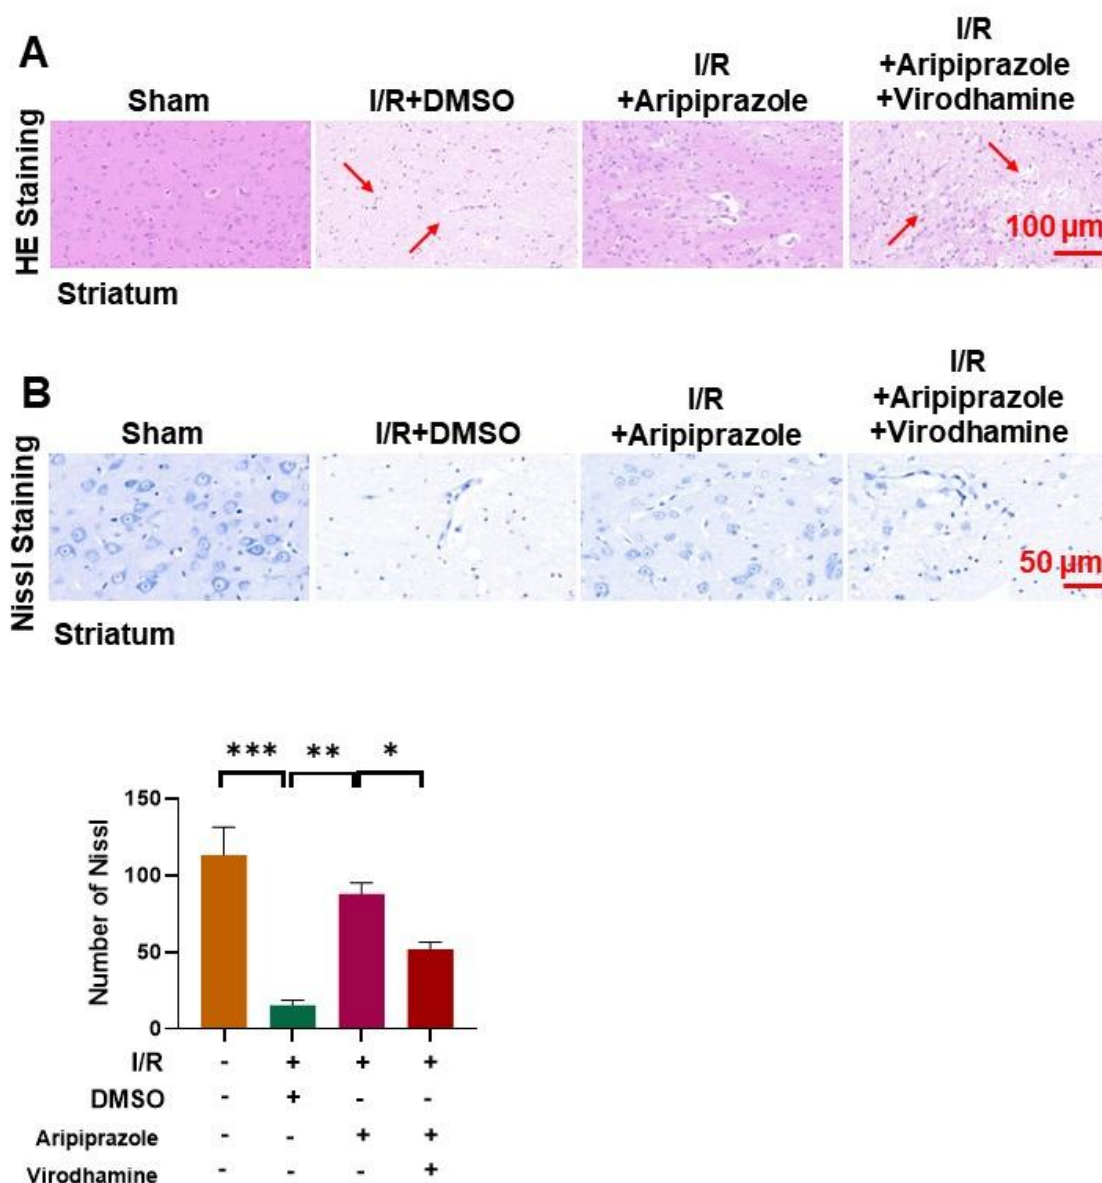 A
Sham
I/R+DMSO
I/R
+Aripiprazole
I/R
+Aripiprazole
+Virodhamine
HE Staining
100 µm
Striatum
B
Sham
I/R+DMSO
I/R
+Aripiprazole
I/R
+Aripiprazole
+Virodhamine
Nissl Staining
50 µm
Striatum
*** ** *
150
100
50
0
Number of Nissl
I/R - + + +
DMSO - + - -
Aripiprazole - - + +
Virodhamine - - - +